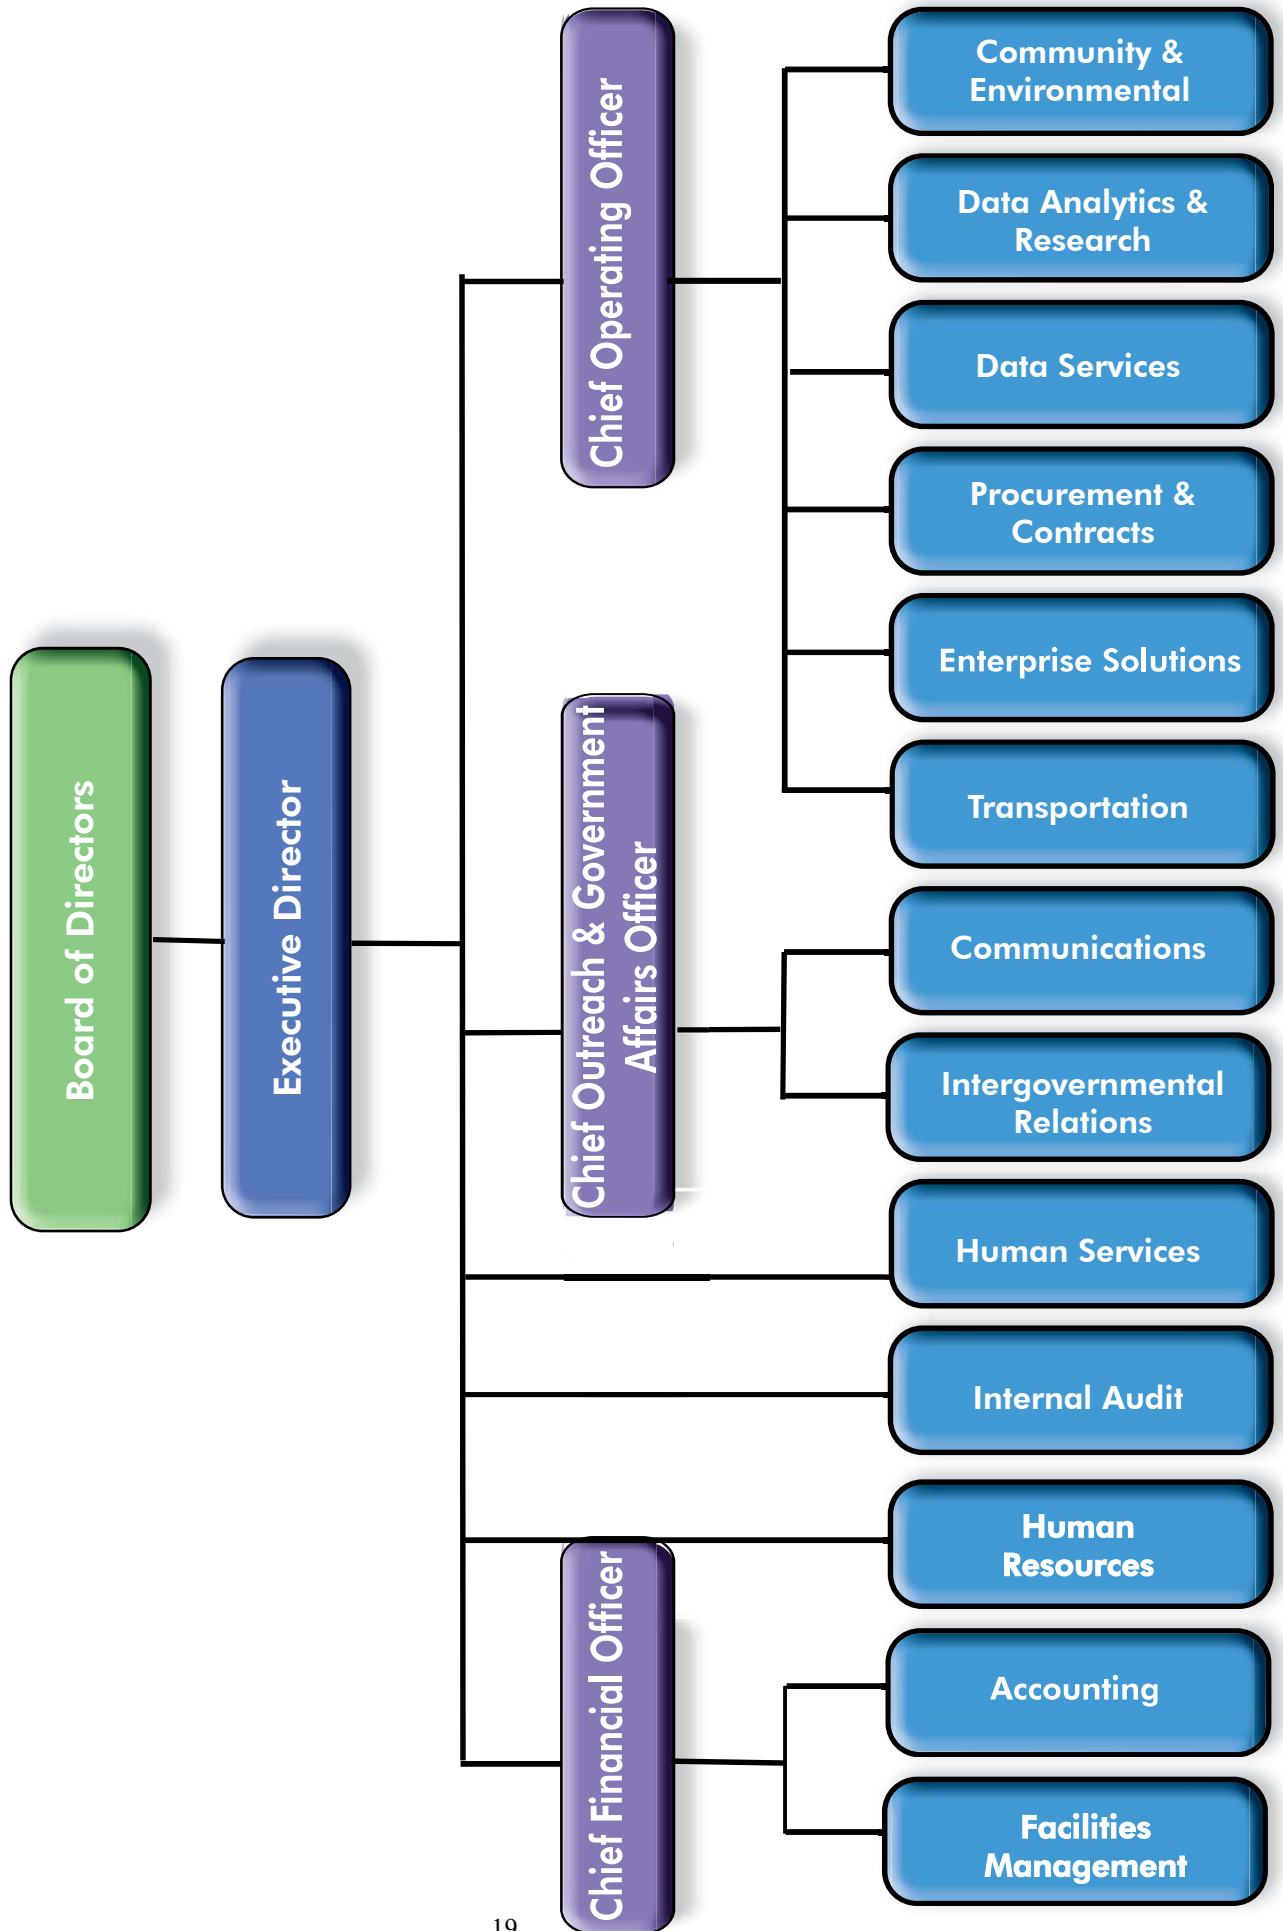 Board of Directors
Executive Director
Chief Operating Officer
Chief Outreach & Government
Affairs Officer
Chief Financial Officer
Community &
Environmental
Data Analytics &
Research
Data Services
Procurement &
Contracts
Enterprise Solutions
Transportation
Communications
Intergovernmental
Relations
Human Services
Internal Audit
Human
Resources
Accounting
Facilities
Management
19